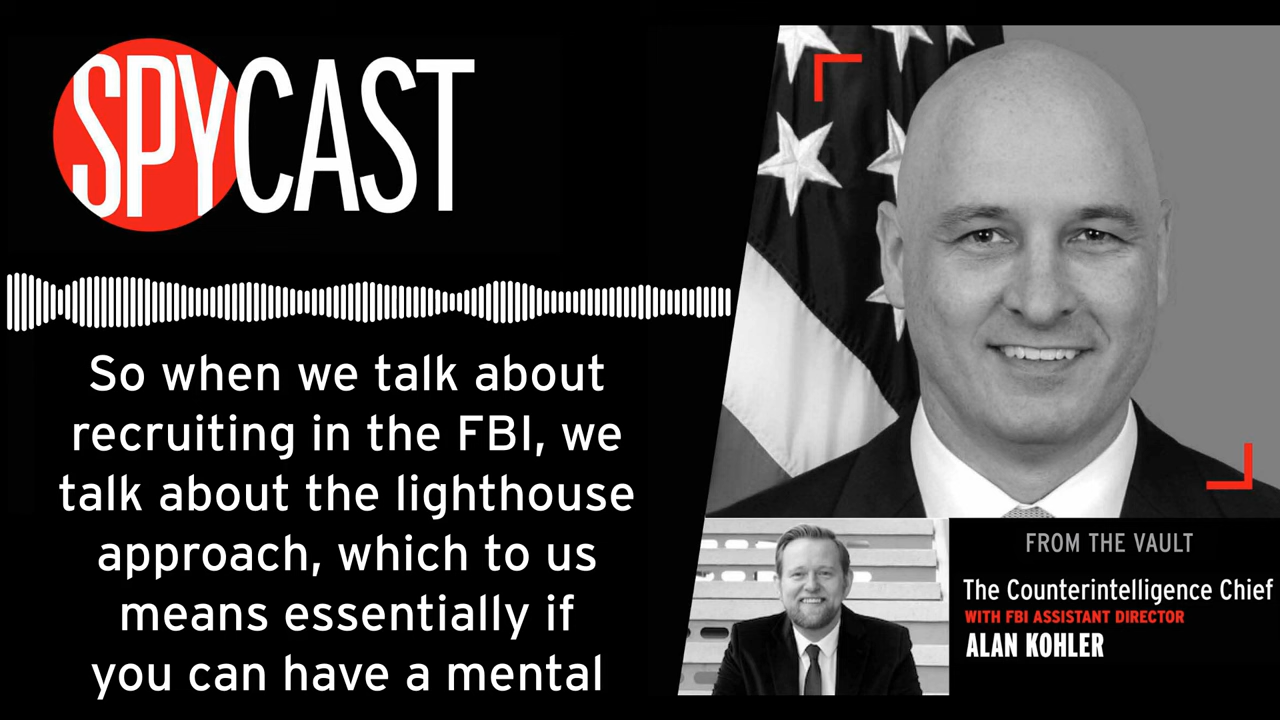 SPYCAST
So when we talk about
recruiting in the FBI, we
talk about the lighthouse
approach, which to us
means essentially if
you can have a mental
FROM THE VAULT
The Counterintelligence Chief
WITH FBI ASSISTANT DIRECTOR
ALAN KOHLER